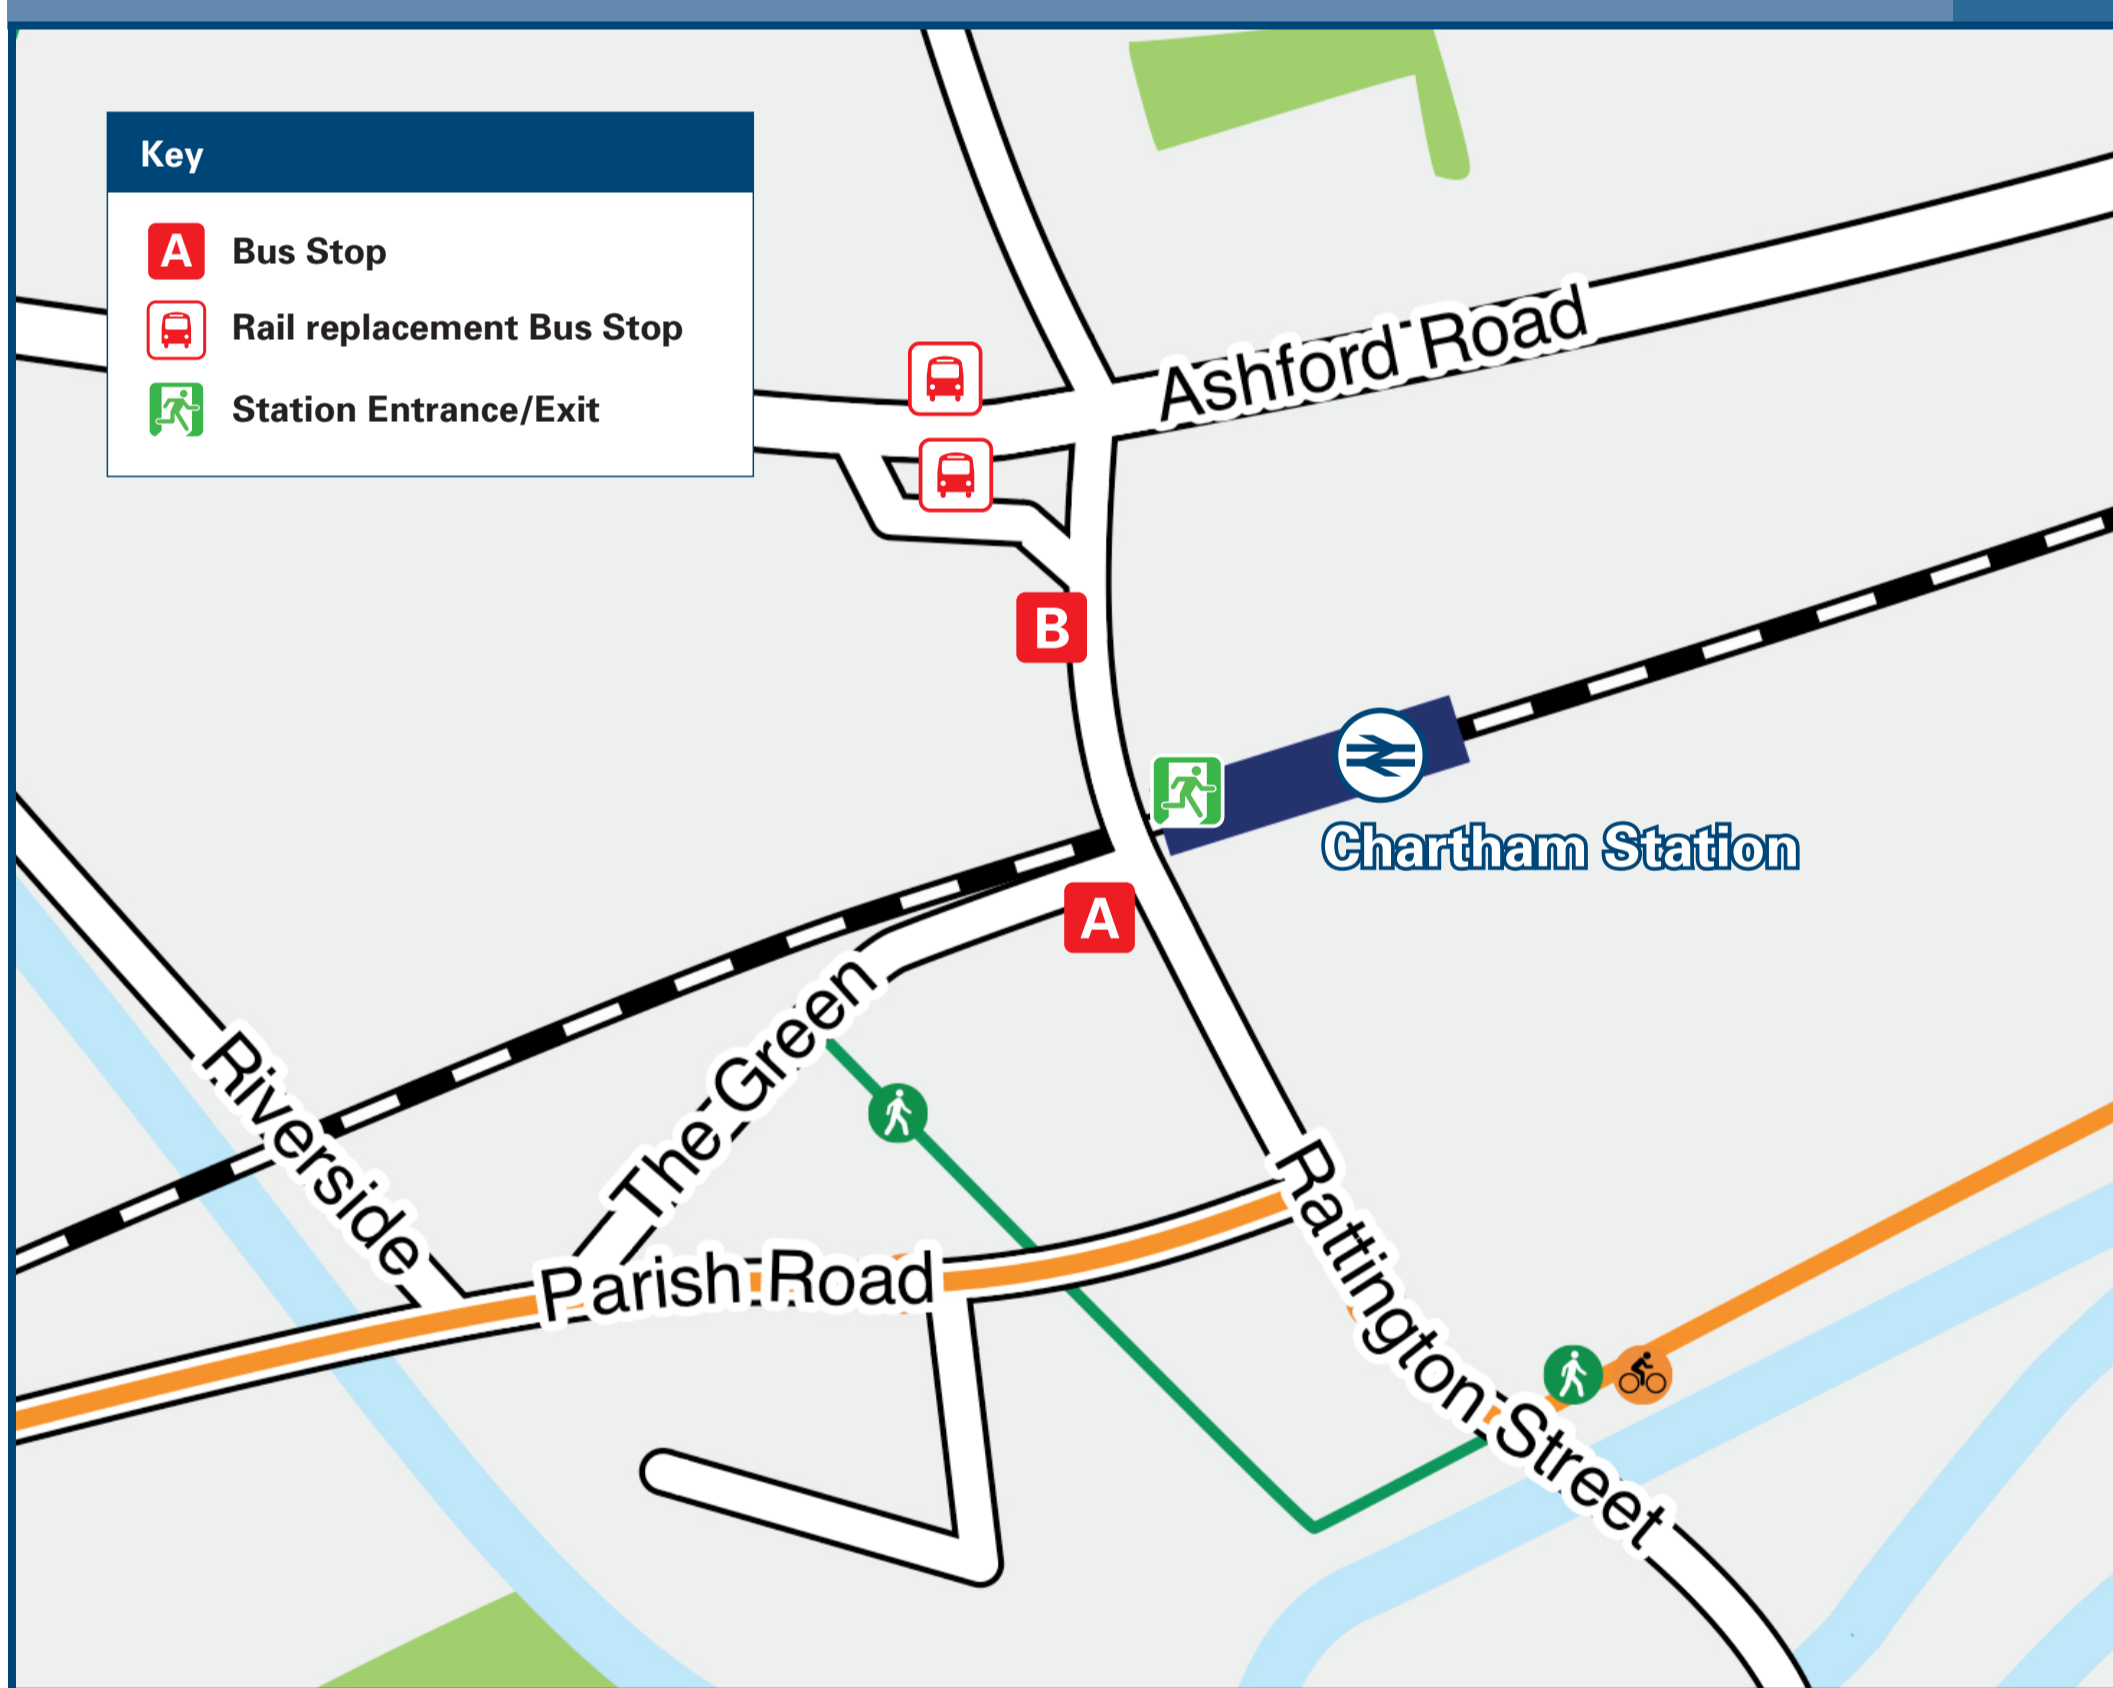 Key
A Bus Stop
Rail replacement Bus Stop
Station Entrance/Exit
Ashford Road
B
Chartham Station
A
The Green
Riverside
Parish Road
Rattington Street